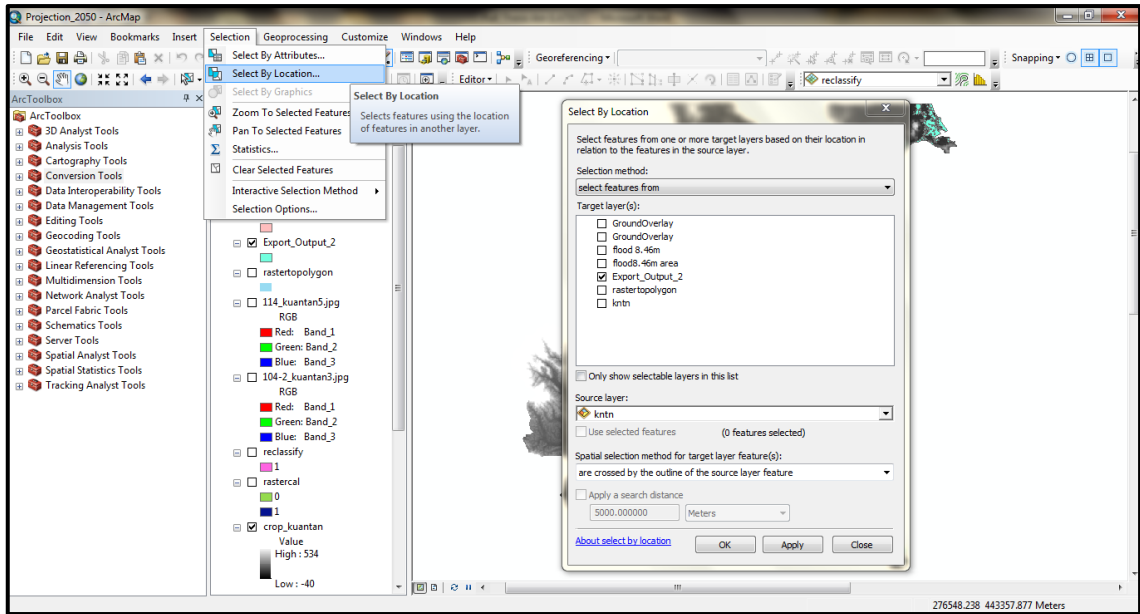 Projection_2050 - ArcMap
File Edit View Bookmarks Insert Selection Geoprocessing Customize Windows Help
Georeferencing
Snapping
Editor
reclassify
ArcToolbox
ArcToolbox
3D Analyst Tools
Analysis Tools
Cartography Tools
Conversion Tools
Data Interoperability Tools
Data Management Tools
Editing Tools
Geocoding Tools
Geostatistical Analyst Tools
Linear Referencing Tools
Multidimension Tools
Network Analyst Tools
Parcel Fabric Tools
Schematics Tools
Server Tools
Spatial Analyst Tools
Spatial Statistics Tools
Tracking Analyst Tools
Select By Attributes...
Select By Location...
Select By Graphics
Zoom To Selected Features
Pan To Selected Features
Statistics...
Clear Selected Features
Interactive Selection Method
Selection Options...
Select By Location
Selects features using the location
of features in another layer.
Export_Output_2
rastertopolygon
114_kuantan5.jpg
RGB
Red: Band_1
Green: Band_2
Blue: Band_3
104-2_kuantan3.jpg
RGB
Red: Band_1
Green: Band_2
Blue: Band_3
reclassify
1
rastercal
0
1
crop_kuantan
Value
High : 534
Low : -40
Select By Location
Select features from one or more target layers based on their location in
relation to the features in the source layer.
Selection method:
select features from
Target layer(s):
GroundOverlay
GroundOverlay
flood 8.46m
flood8.46m area
Export_Output_2
rastertopolygon
kntn
Only show selectable layers in this list
Source layer:
kntn
Use selected features (0 features selected)
Spatial selection method for target layer feature(s):
are crossed by the outline of the source layer feature
Apply a search distance
5000.000000 Meters
About select by location OK Apply Close
276548.238 443357.877 Meters